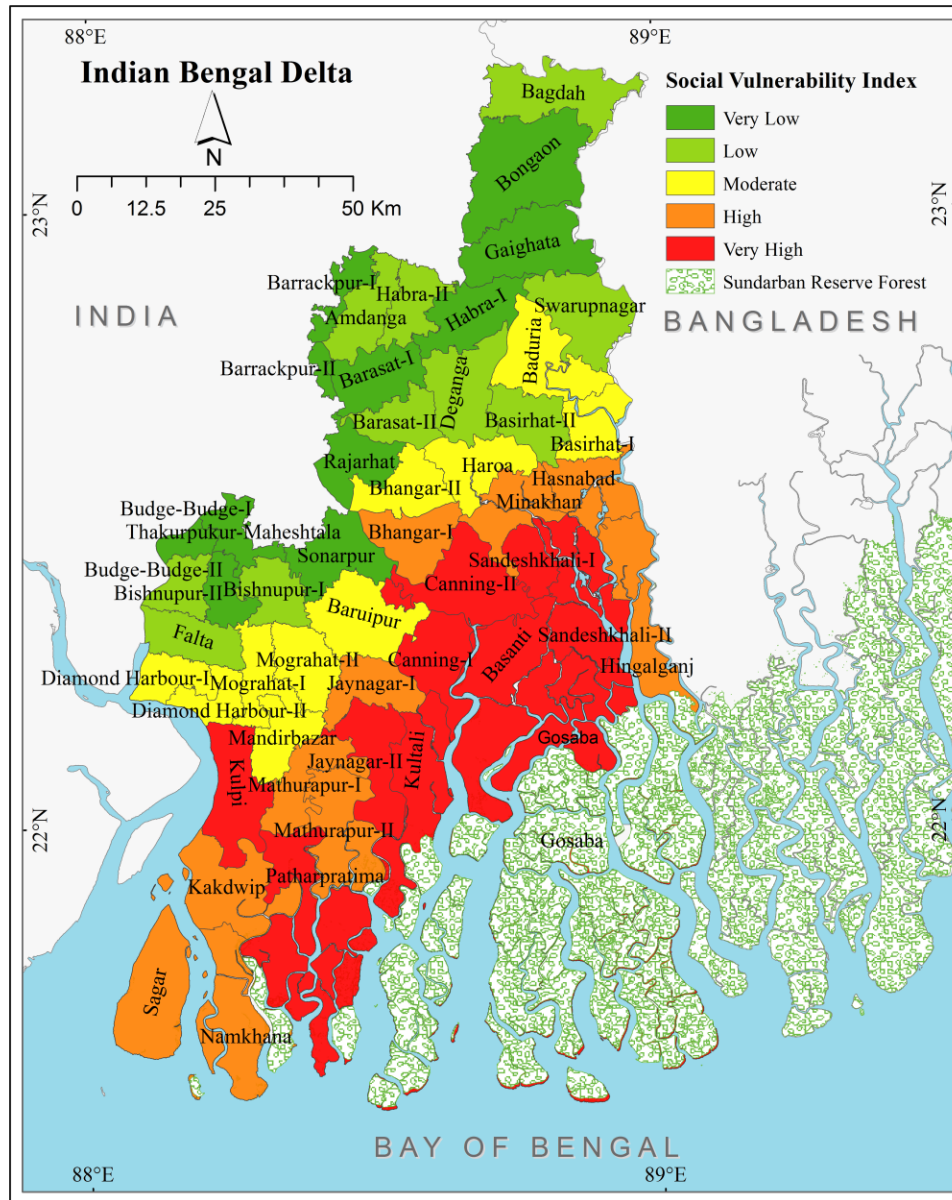 88°E
89°E
Indian Bengal Delta
N
0 12.5 25 50 Km
Social Vulnerability Index
Very Low
Low
Moderate
High
Very High
Sundarban Reserve Forest
23°N
23°N
INDIA
BANGLADESH
Bagdah
Bongaon
Gaighata
Barrackpur-I
Habra-II
Amdanga
Habra-I
Swarupnagar
Barrackpur-II
Barasat-I
Deganga
Baduria
Barasat-II
Basirhat-II
Basirhat-I
Rajarhat
Haroa
Bhangar-II
Hasnabad
Minakhan
Budge-Budge-I
Thakurpukur-Maheshtala
Bhangar-I
Sonarpur
Sandeshkhali-I
Canning-II
Budge-Budge-II
Bishnupur-II
Bishnupur-I
Baruipur
Falta
Mograhat-II
Canning-I
Basanti
Sandeshkhali-II
Hingalganj
Diamond Harbour-I
Mograhat-I
Jaynagar-I
Diamond Harbour-II
Mandirbazar
Kulpi
Jaynagar-II
Kultali
Gosaba
Mathurapur-I
Mathurapur-II
Gosaba
22°N
22°N
Kakdwip
Patharpratima
Sagar
Namkhana
BAY OF BENGAL
88°E
89°E